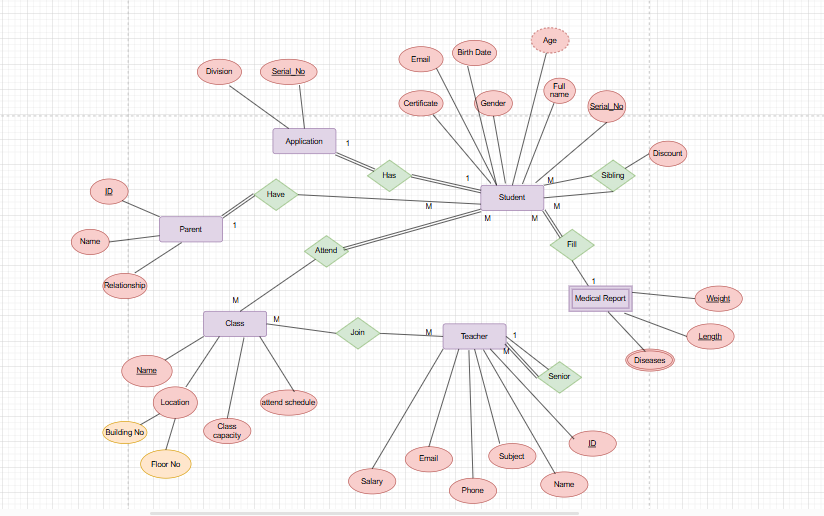 Age
Birth Date
Email
Division
Serial_No
Full
name
Certificate
Gender
Serial_No
Application
1
Discount
Has
Sibling
1
M
ID
Have
Student
M
M
1
M
M
Parent
Name
Attend
Fill
Relationship
1
M
Medical Report
Weight
Class
M
Join
M
Teacher
1
Length
M
Diseases
Name
Senior
Location
attend schedule
Building No
Class
capacity
ID
Floor No
Email
Subject
Salary
Phone
Name